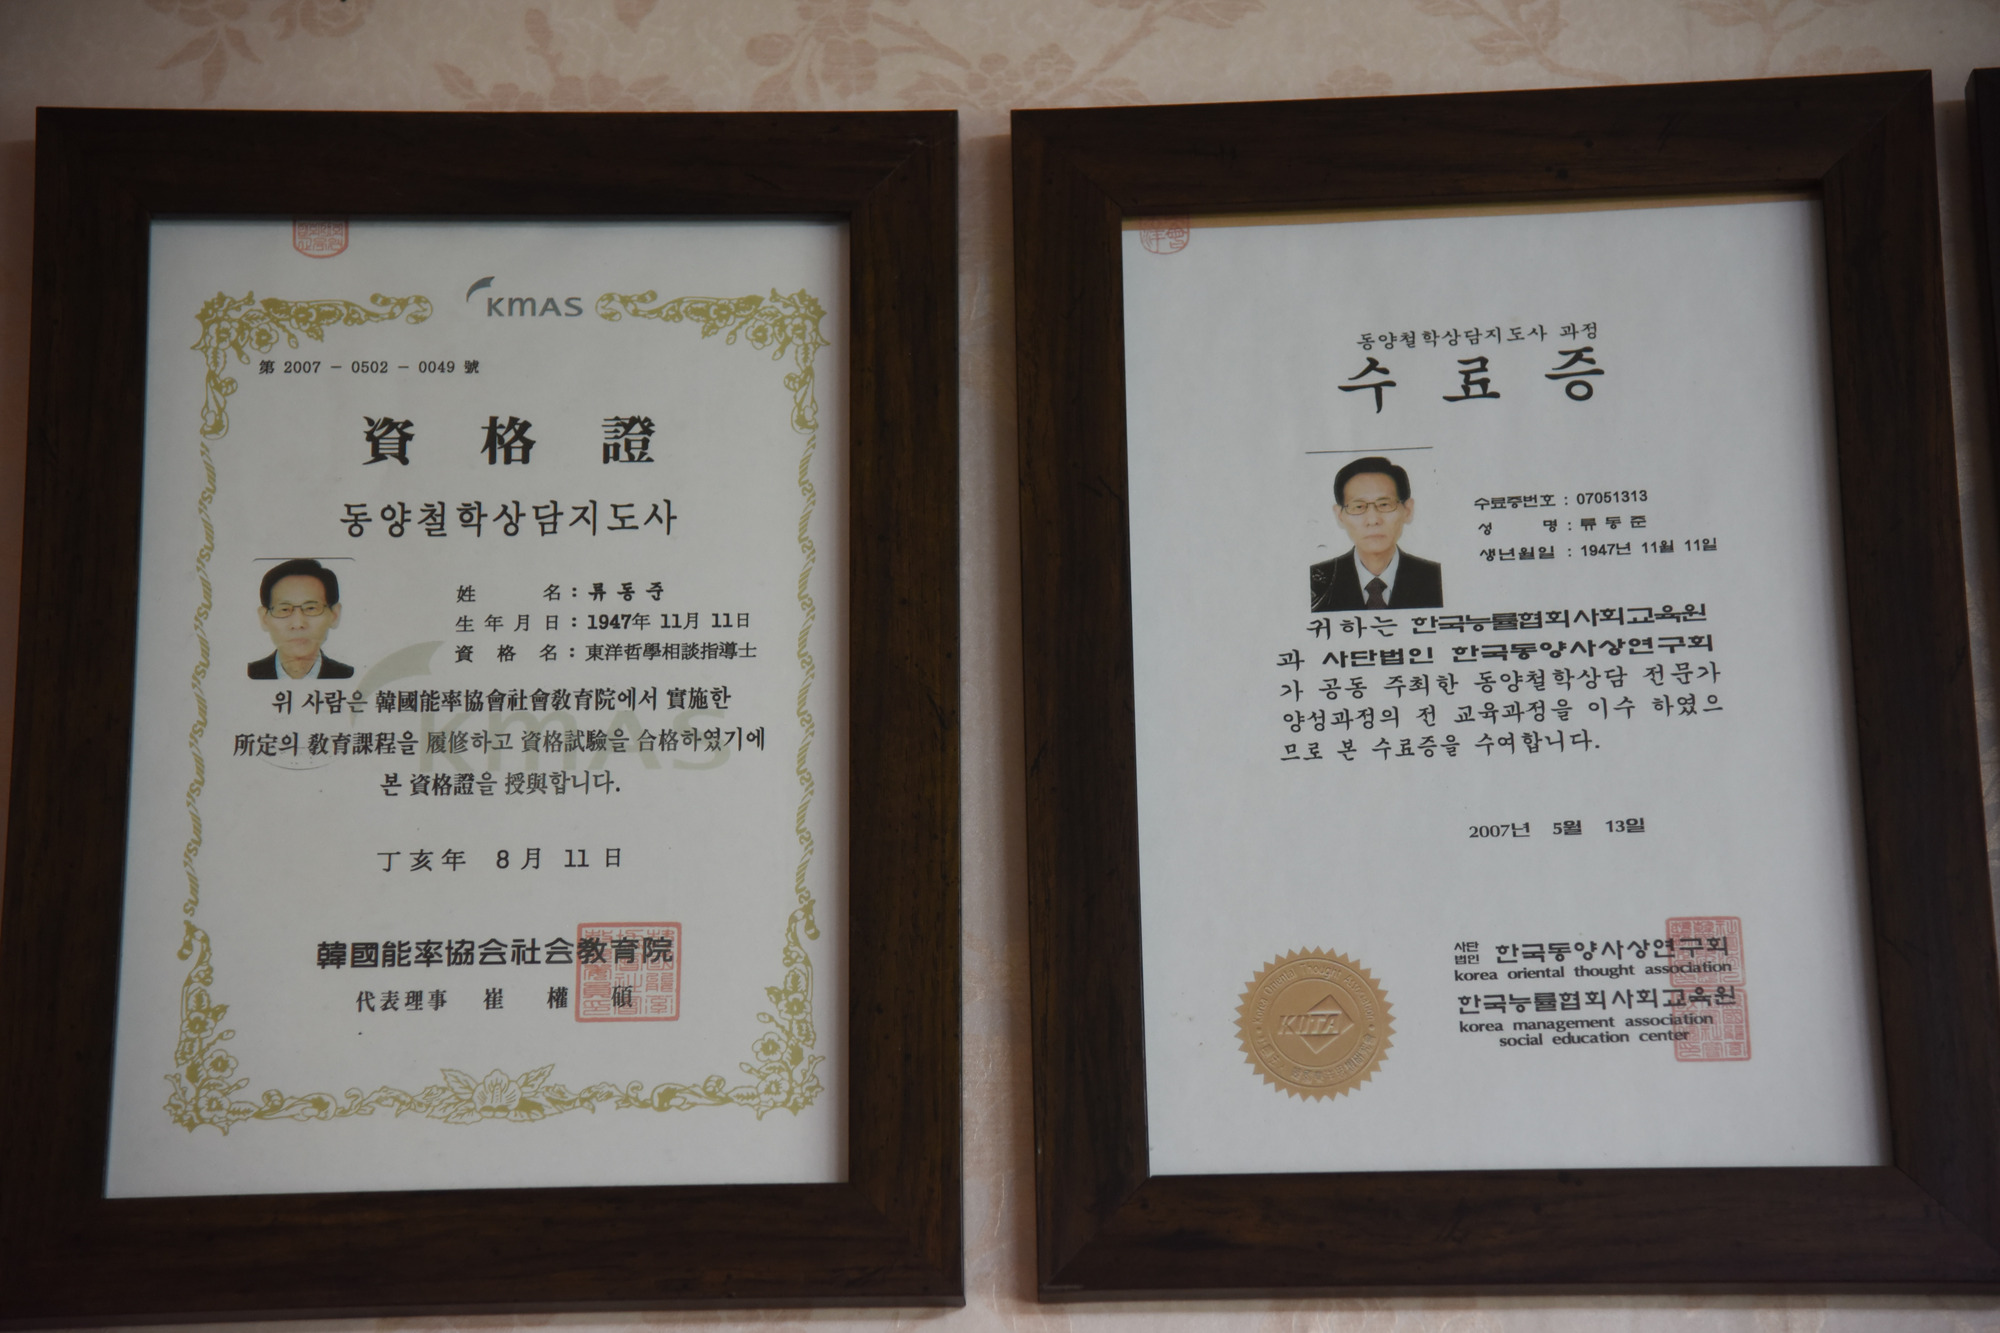 KMAS
第 2007 - 0502 - 0049 號
資 格 證
동양철학상담지도사
姓 名 : 류 동 준
生 年 月 日 : 1947年 11月 11日
資 格 名 : 東洋哲學相談指導士
위 사람은 韓國能率協會社會敎育院에서 實施한
所定의 敎育課程을 履修하고 資格試驗을 合格하였기에
본 資格證을 授與합니다.
KMAS
丁亥年 8月 11日
韓國能率協会社会敎育院
代表理事 崔 權 碩
동양철학상담지도사 과정
수 료 증
수료증번호 : 07051313
성 명 : 류 동 준
생년월일 : 1947년 11월 11일
귀하는 한국능률협회사회교육원
과 사단법인 한국동양사상연구회
가 공동 주최한 동양철학상담 전문가
양성과정의 전 교육과정을 이수 하였으
므로 본 수료증을 수여합니다.
2007년 5월 13일
사단법인 한국동양사상연구회
korea oriental thought association
한국능률협회사회교육원
korea management association
social education center